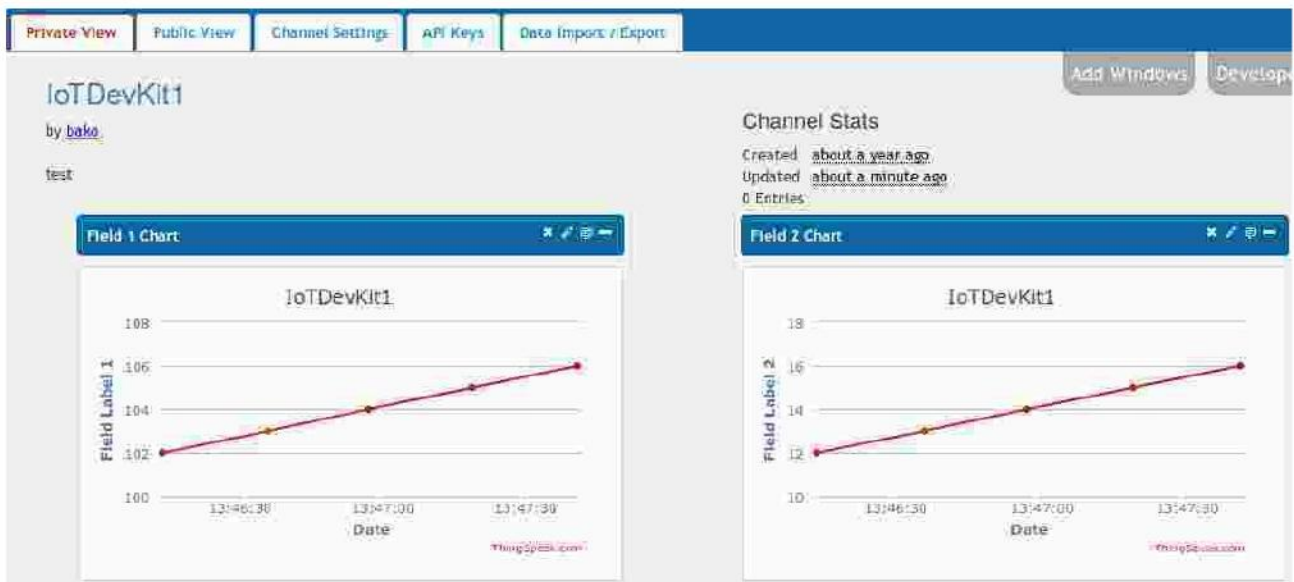 Private View
Public View
Channel Settings
API Keys
Data Import / Export
Add Windows
Develope
IoTDevKit1
by bako
test
Channel Stats
Created about a year ago
Updated about a minute ago
0 Entries
Field 1 Chart
IoTDevKit1
108
106
104
102
100
Field Label 1
13:46:30
13:47:00
13:47:30
Date
ThingSpeak.com
Field 2 Chart
IoTDevKit1
18
16
14
12
10
Field Label 2
13:46:30
13:47:00
13:47:30
Date
ThingSpeak.com